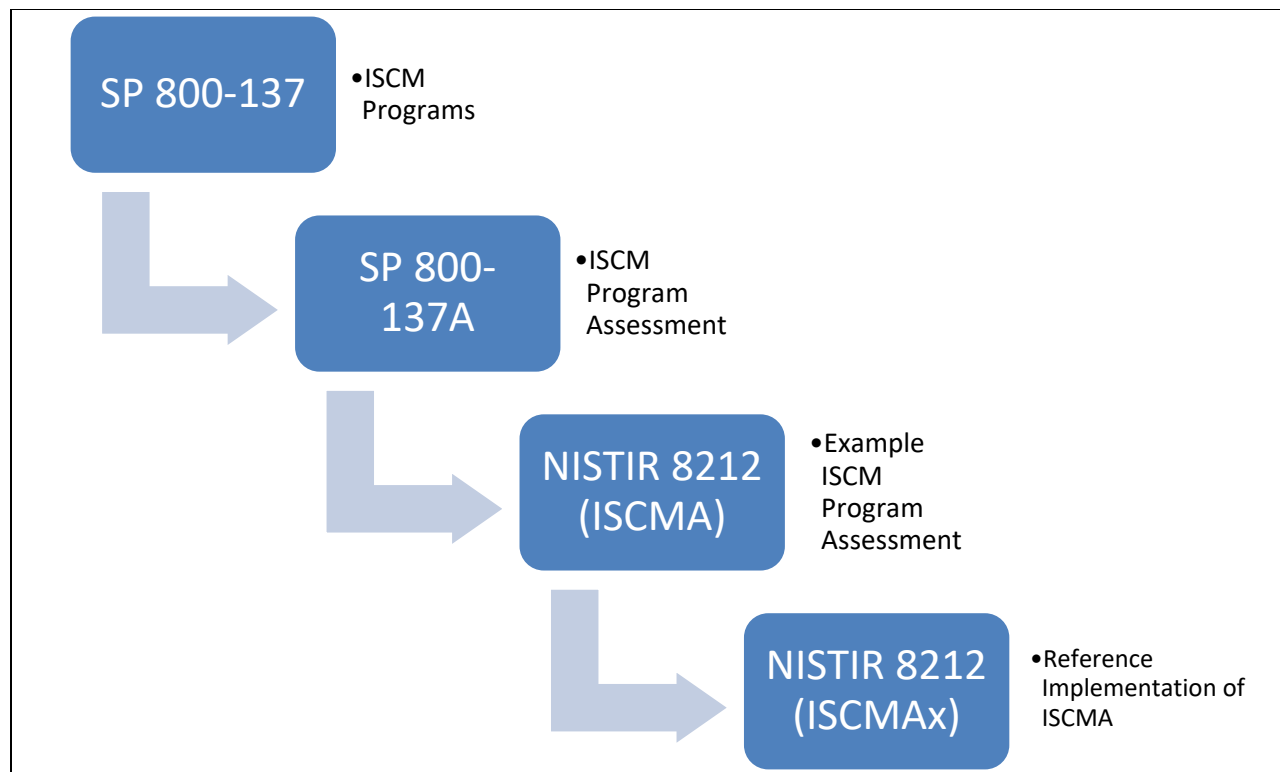 SP 800-137
•ISCM
Programs
SP 800-
137A
•ISCM
Program
Assessment
NISTIR 8212
(ISCMA)
•Example
ISCM
Program
Assessment
NISTIR 8212
(ISCMAx)
•Reference
Implementation of
ISCMA